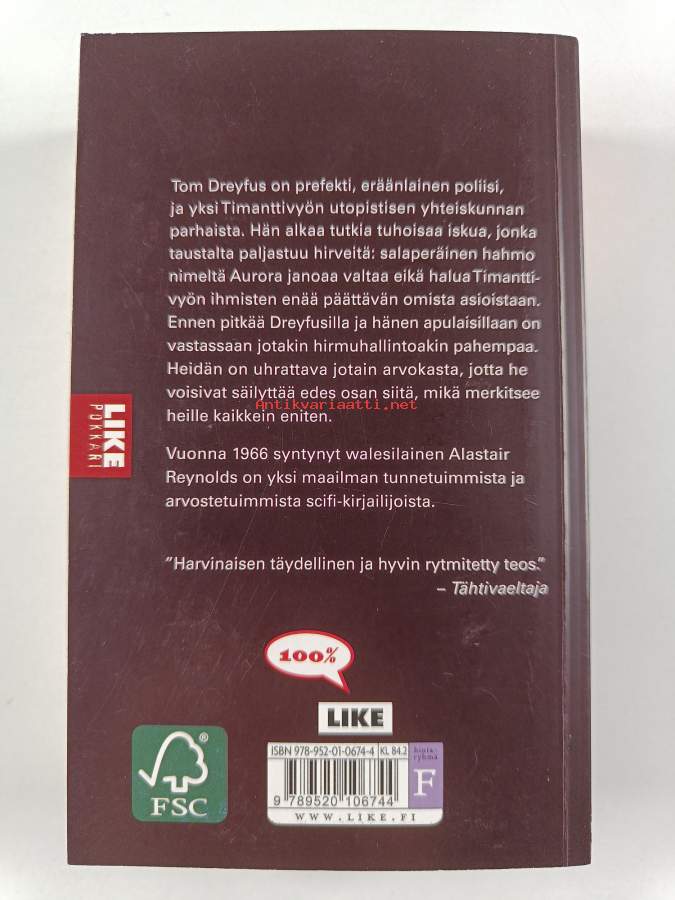 Tom Dreyfus on prefekti, eräänlainen poliisi,
ja yksi Timanttivyön utopistisen yhteiskunnan
parhaista. Hän alkaa tutkia tuhoisaa iskua, jonka
taustalta paljastuu hirveitä: salaperäinen hahmo
nimeltä Aurora janoaa valtaa eikä halua Timantti-
vyön ihmisten enää päättävän omista asioistaan.
Ennen pitkää Dreyfusilla ja hänen apulaisillaan on
vastassaan jotakin hirmuhallintoakin pahempaa.
Heidän on uhrattava jotain arvokasta, jotta he
voisivat säilyttää edes osan siitä, mikä merkitsee
heille kaikkein eniten.
Antikvariaatti.net
LIKE
POKKARI
Vuonna 1966 syntynyt walesilainen Alastair
Reynolds on yksi maailman tunnetuimmista ja
arvostetuimmista scifi-kirjailijoista.
"Harvinaisen täydellinen ja hyvin rytmitetty teos."
– Tähtivaeltaja
100%
LIKE
ISBN 978-952-01-0674-4 KL 84.2
hinta-
ryhmä
F
9 789520 106744
WWW.LIKE.FI
®
FSC